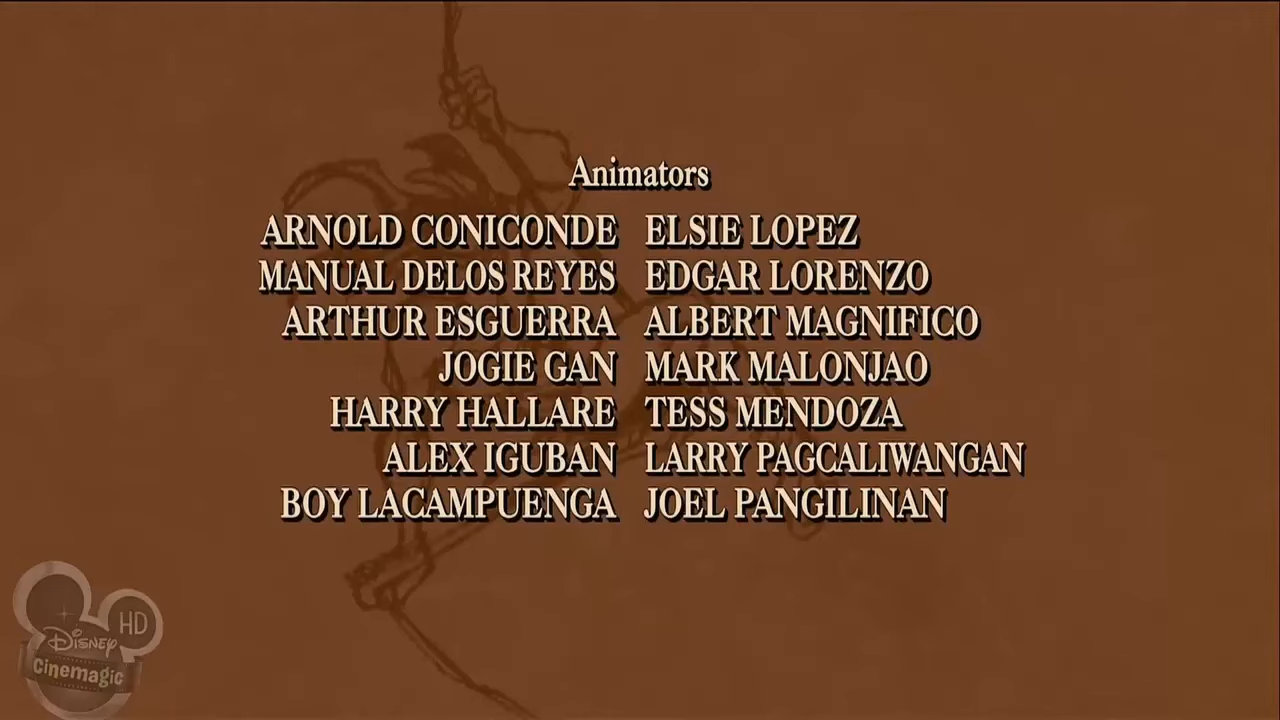 Animators
ARNOLD CONICONDE ELSIE LOPEZ
MANUAL DELOS REYES EDGAR LORENZO
ARTHUR ESGUERRA ALBERT MAGNIFICO
JOGIE GAN MARK MALONJAO
HARRY HALLARE TESS MENDOZA
ALEX IGUBAN LARRY PAGCALIWANGAN
BOY LACAMPUENGA JOEL PANGILINAN
HD
Disney
Cinemagic